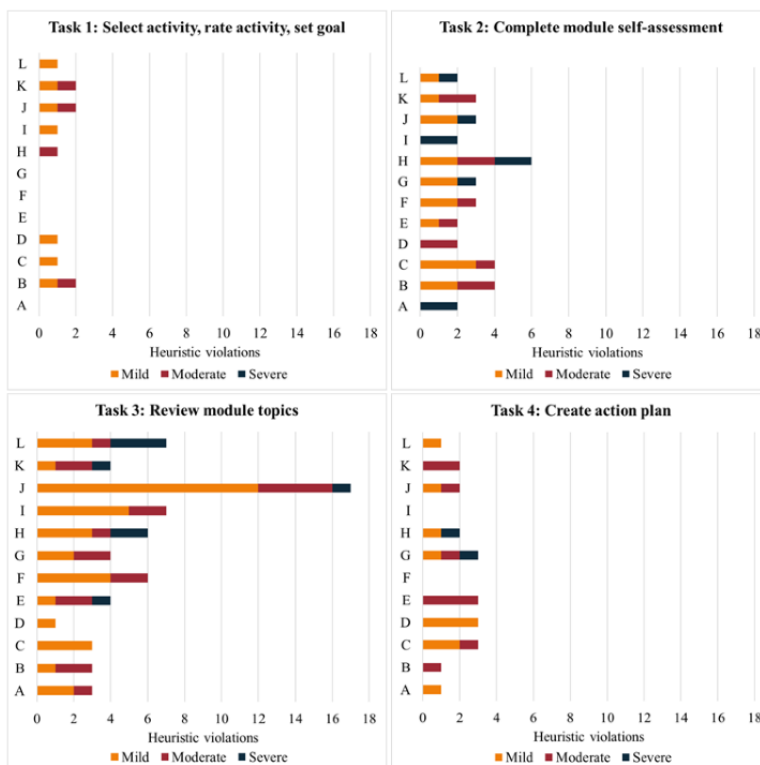 Task 1: Select activity, rate activity, set goal
L
K
J
I
H
G
F
E
D
C
B
A
0 2 4 6 8 10 12 14 16 18
Heuristic violations
Mild Moderate Severe
Task 2: Complete module self-assessment
L
K
J
I
H
G
F
E
D
C
B
A
0 2 4 6 8 10 12 14 16 18
Heuristic violations
Mild Moderate Severe
Task 3: Review module topics
L
K
J
I
H
G
F
E
D
C
B
A
0 2 4 6 8 10 12 14 16 18
Heuristic violations
Mild Moderate Severe
Task 4: Create action plan
L
K
J
I
H
G
F
E
D
C
B
A
0 2 4 6 8 10 12 14 16 18
Heuristic violations
Mild Moderate Severe